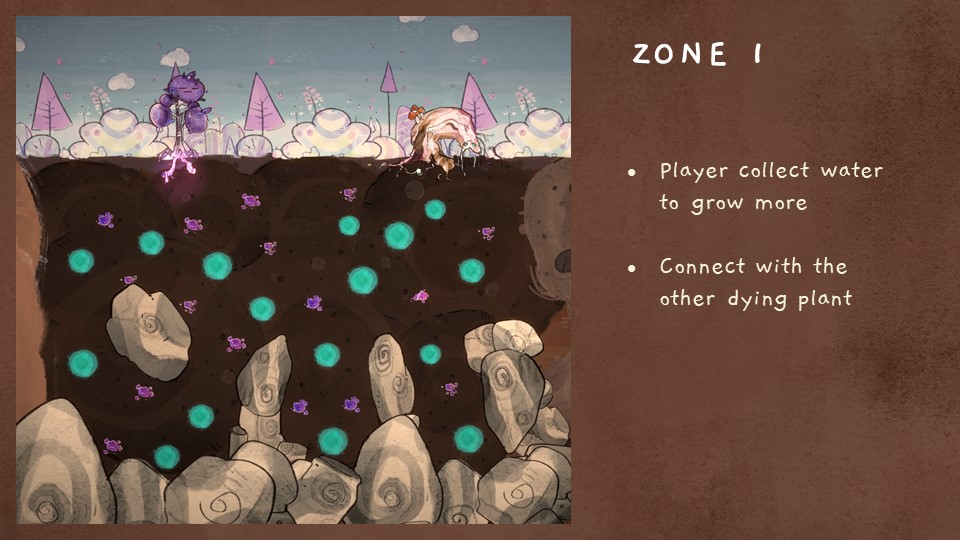 ZONE 1
• Player collect water
to grow more
• Connect with the
other dying plant